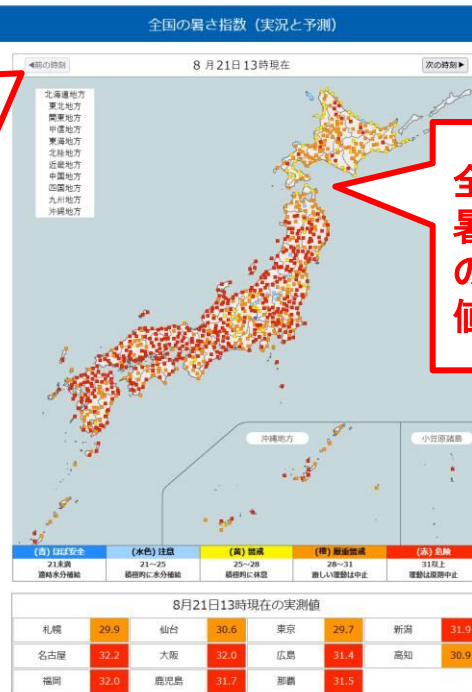 全国の暑さ指数（実況と予測）
◀前の時刻
8 月21日13時現在
次の時刻▶
北海道地方
東北地方
関東地方
甲信地方
東海地方
北陸地方
近畿地方
中国地方
四国地方
九州地方
沖縄地方
全
暑
の
価
沖縄地方
小笠原諸島
(青) ほぼ安全 (水色) 注意 (黄) 警戒 (橙) 厳重警戒 (赤) 危険
21未満 21～25 25～28 28～31 31以上
適時水分補給 積極的に水分補給 積極的に休息 激しい運動は中止 運動は原則中止
8月21日13時現在の実測値
札幌 29.9 仙台 30.6 東京 29.7 新潟 31.9
名古屋 32.2 大阪 32.0 広島 31.4 高知 30.9
福岡 32.0 鹿児島 31.7 那覇 31.5